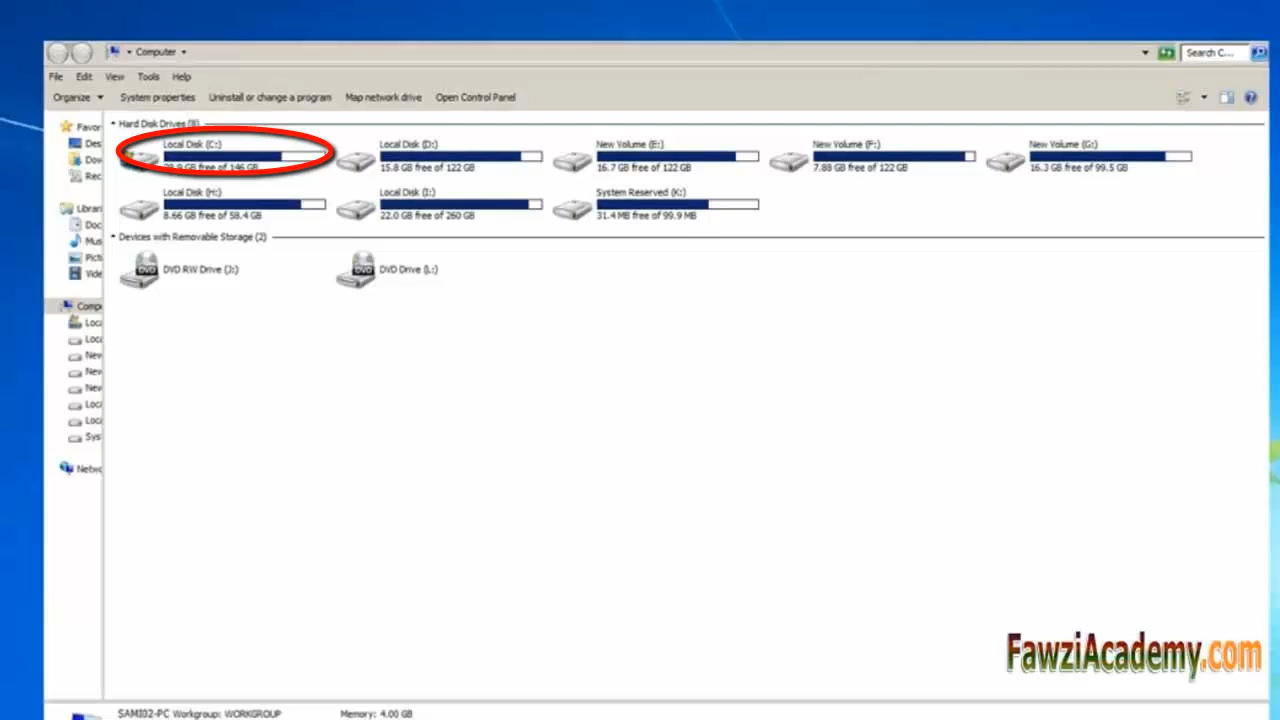 Computer
Search C...
File Edit View Tools Help
Organize System properties Uninstall or change a program Map network drive Open Control Panel
Hard Disk Drives (8)
Local Disk (C:) Local Disk (D:) New Volume (E:) New Volume (F:) New Volume (G:)
GB free of 146 GB 15.8 GB free of 122 GB 16.7 GB free of 122 GB 7.88 GB free of 122 GB 16.3 GB free of 99.5 GB
Local Disk (H:) Local Disk (I:) System Reserved (K:)
8.66 GB free of 58.4 GB 22.0 GB free of 260 GB 31.4 MB free of 99.9 MB
Devices with Removable Storage (2)
DVD RW Drive (J:) DVD Drive (L:)
Favor
Des
Dov
Rec
Librari
Doc
Mus
Pict
Vide
Compu
Loca
Loca
New
New
New
Loca
Loca
Sys
Netwo
FawziAcademy.com
SAMI02-PC Workgroup: WORKGROUP Memory: 4.00 GB